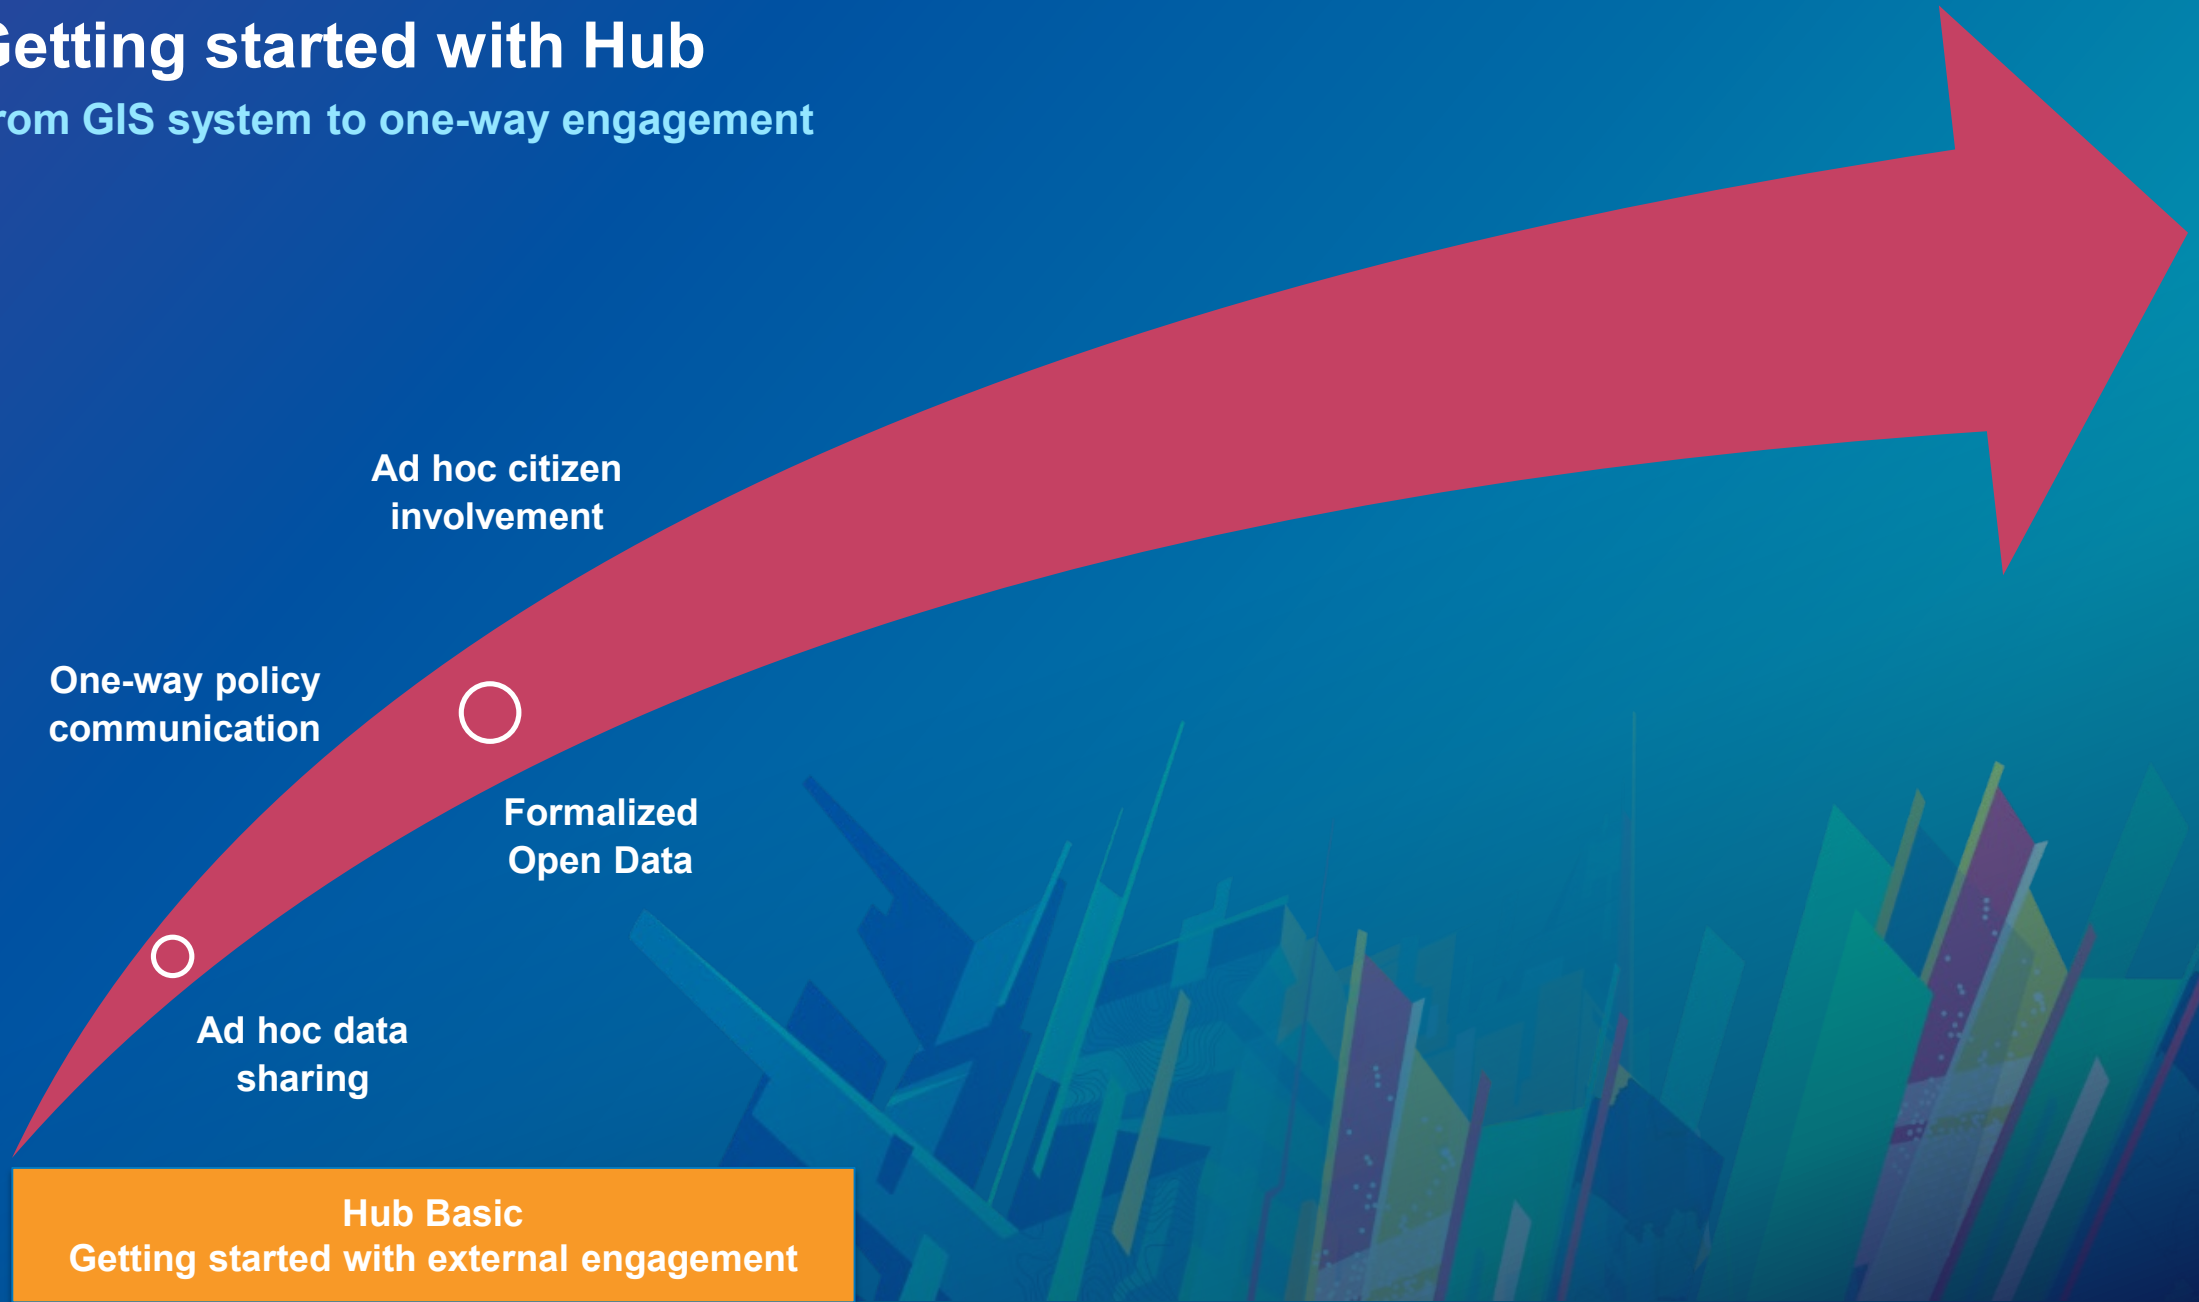 Getting started with Hub
rom GIS system to one-way engagement
Ad hoc citizen
involvement
One-way policy
communication
Formalized
Open Data
Ad hoc data
sharing
Hub Basic
Getting started with external engagement